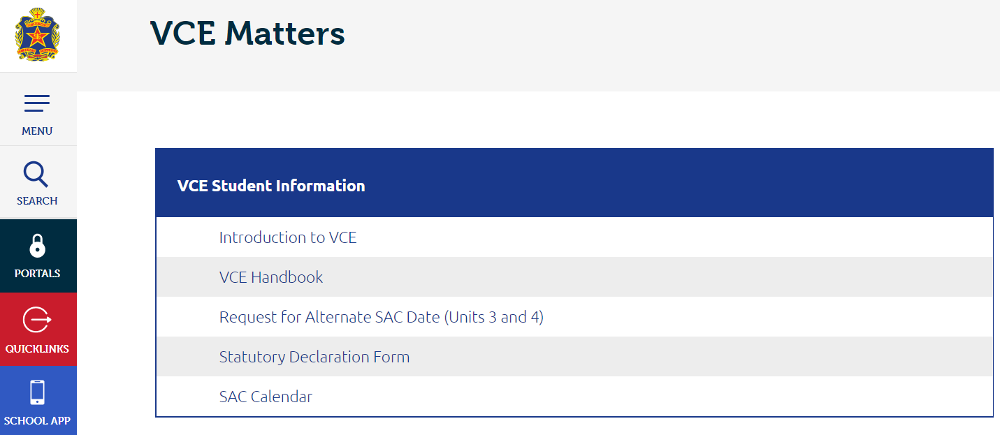 VCE Matters
MENU
SEARCH
PORTALS
QUICKLINKS
SCHOOL APP
VCE Student Information
Introduction to VCE
VCE Handbook
Request for Alternate SAC Date (Units 3 and 4)
Statutory Declaration Form
SAC Calendar